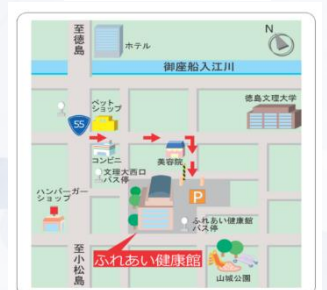 至徳島
ホテル
N
御座船入江川
徳島文理大学
ペット
ショップ
55
コンビニ
美容院
文理大西口
バス停
ハンバーガー
ショップ
P
ふれあい健康館
バス停
至小松島
ふれあい健康館
山城公園